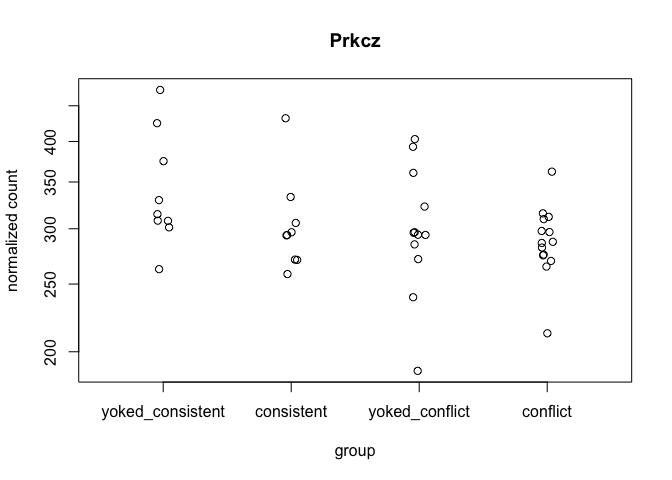 Prkcz
normalized count
400
350
300
250
200
yoked_consistent
consistent
yoked_conflict
conflict
group